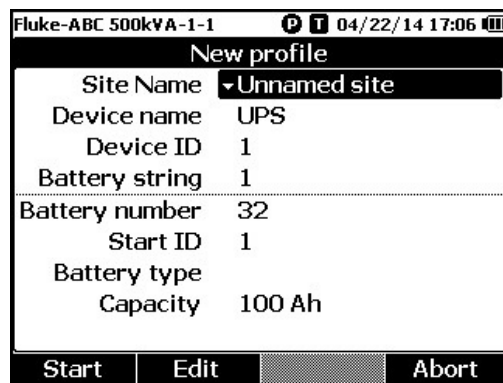 Fluke-ABC 500kVA-1-1 P T 04/22/14 17:06
New profile
Site Name Unnamed site
Device name UPS
Device ID 1
Battery string 1
Battery number 32
Start ID 1
Battery type
Capacity 100 Ah
Start Edit Abort